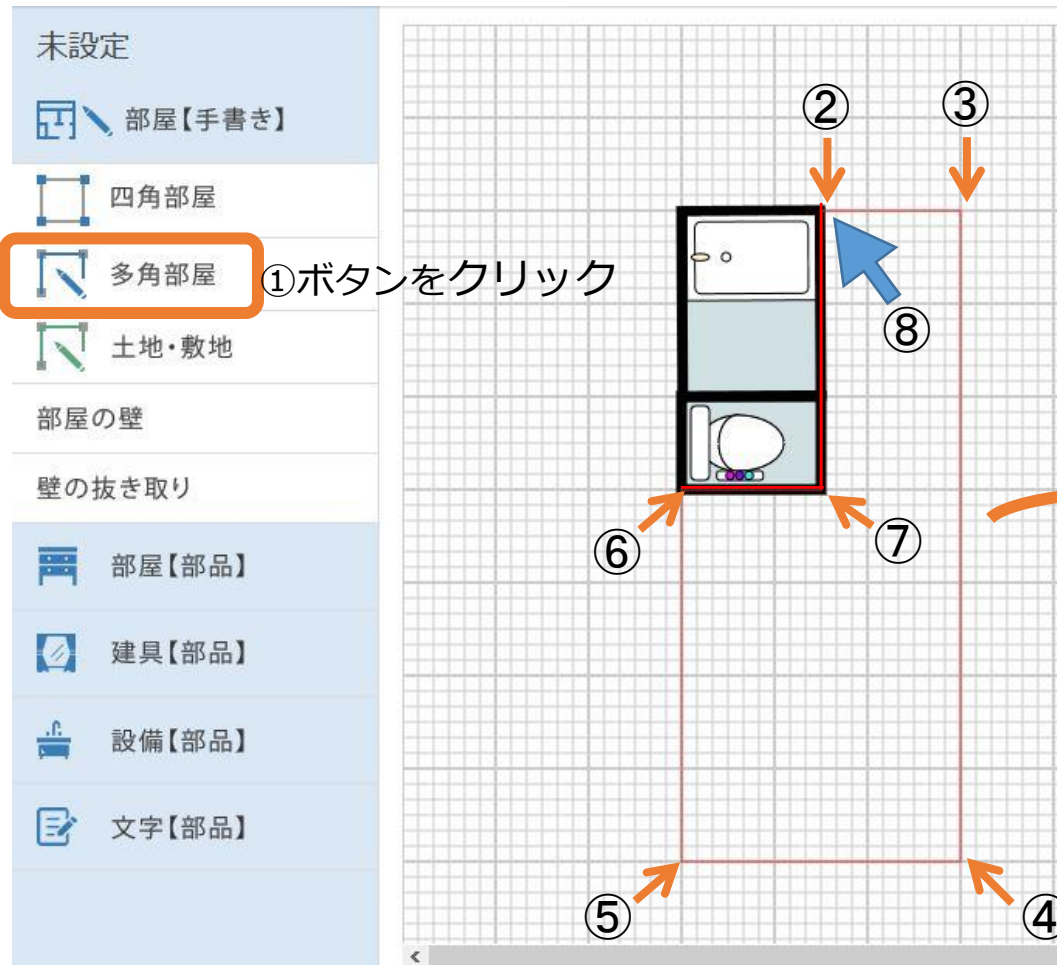 未設定
部屋【手書き】
四角部屋
多角部屋
①ボタンをクリック
土地・敷地
部屋の壁
壁の抜き取り
部屋【部品】
建具【部品】
設備【部品】
文字【部品】
②
③
⑧
⑥
⑦
⑤
④